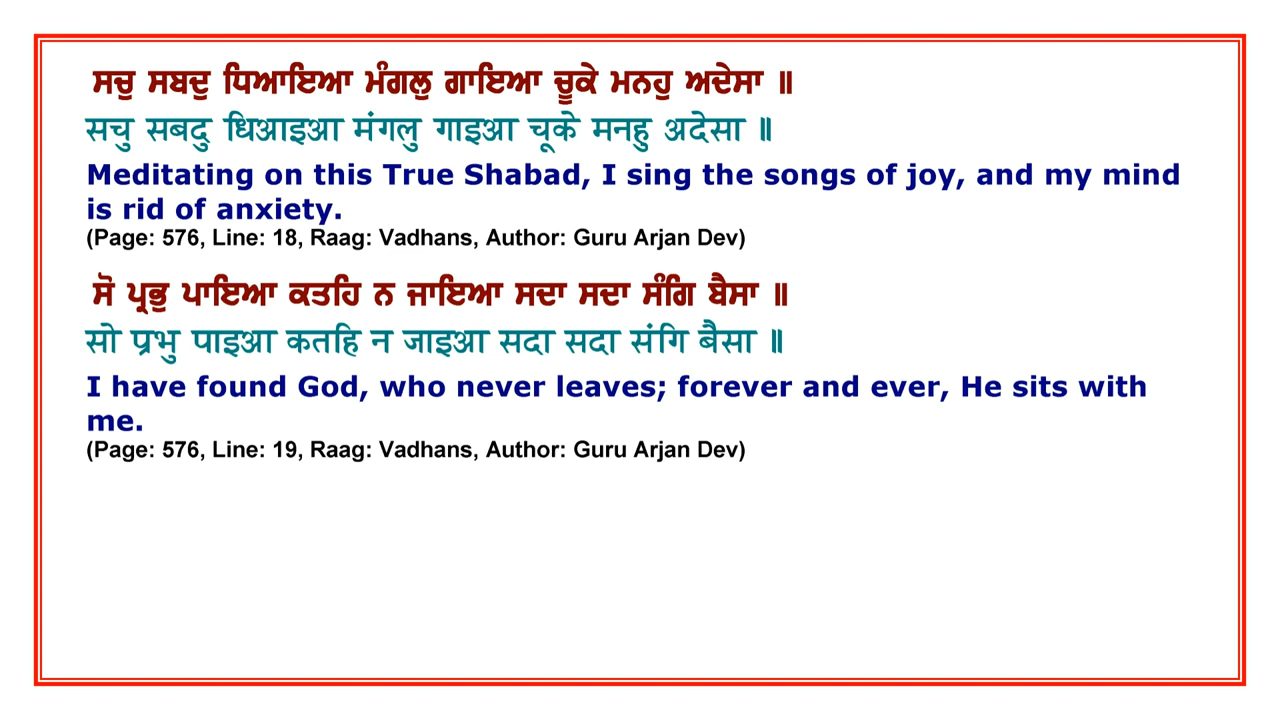 ਸਚੁ ਸਬਦੁ ਧਿਆਇਆ ਮੰਗਲੁ ਗਾਇਆ ਚੂਕੇ ਮਨਹੁ ਅਦੇਸਾ ॥
सचु सबदु धिआइआ मंगलु गाइआ चूके मनहु अदेसा ॥
Meditating on this True Shabad, I sing the songs of joy, and my mind
is rid of anxiety.
(Page: 576, Line: 18, Raag: Vadhans, Author: Guru Arjan Dev)
ਸੋ ਪ੍ਰਭੁ ਪਾਇਆ ਕਤਹਿ ਨ ਜਾਇਆ ਸਦਾ ਸਦਾ ਸੰਗਿ ਬੈਸਾ ॥
सो प्रभु पाइआ कतहि न जाइआ सदा सदा संगि बैसा ॥
I have found God, who never leaves; forever and ever, He sits with
me.
(Page: 576, Line: 19, Raag: Vadhans, Author: Guru Arjan Dev)